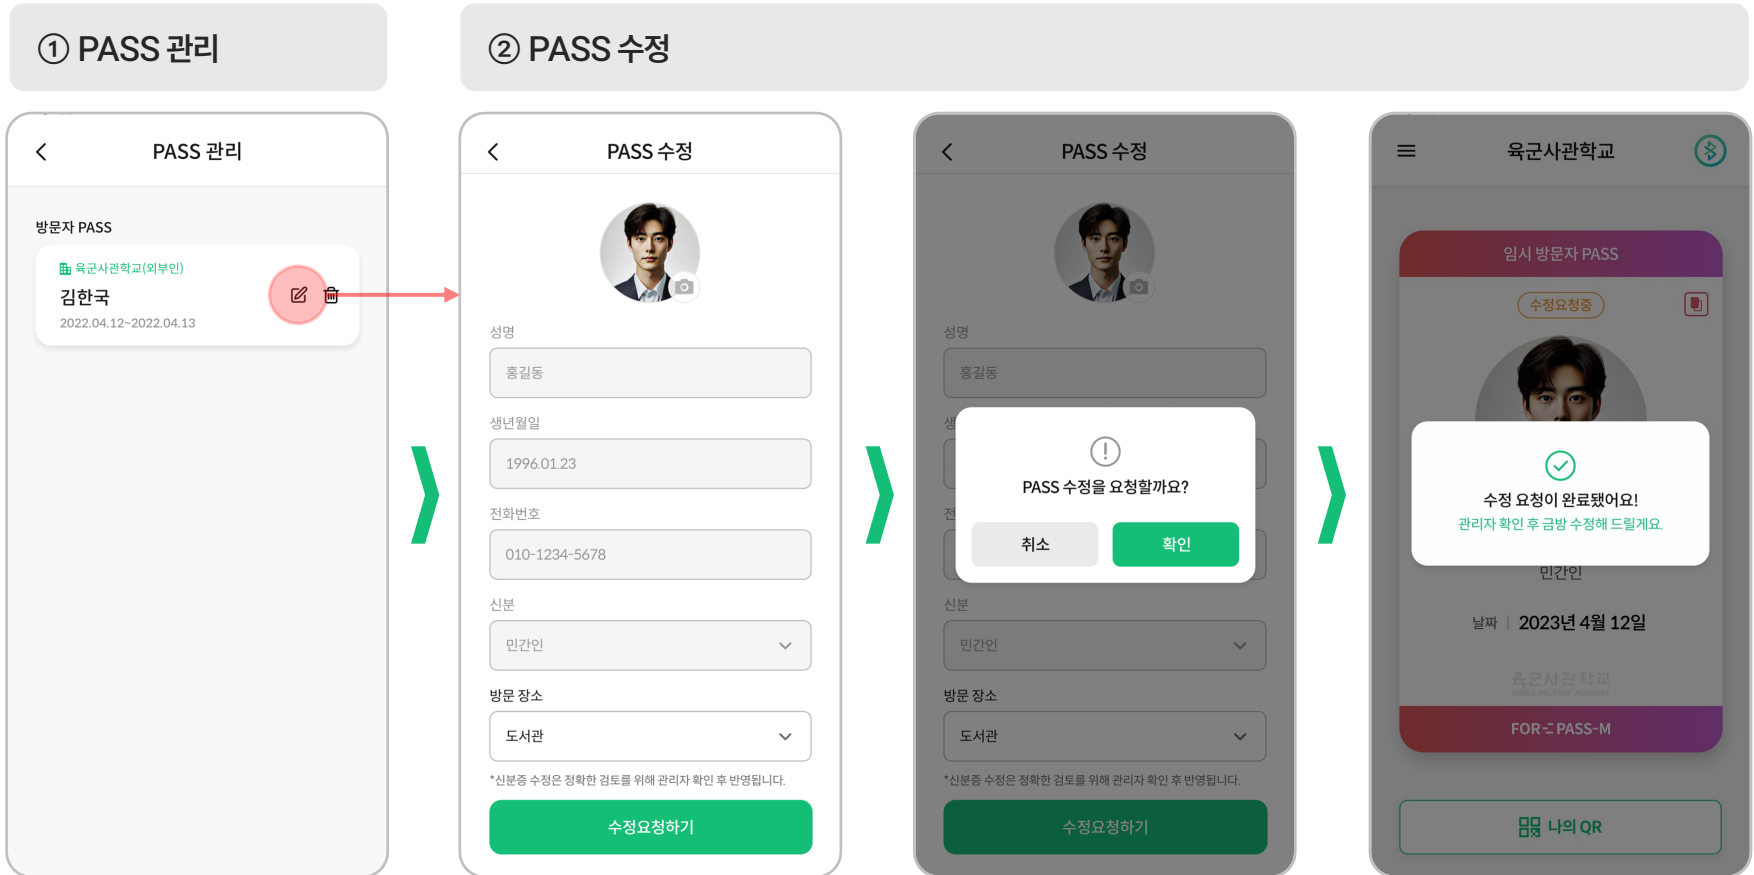 ① PASS 관리
② PASS 수정
PASS 관리
방문자 PASS
육군사관학교(외부인)
김한국
2022.04.12~2022.04.13
PASS 수정
성명
홍길동
생년월일
1996.01.23
전화번호
010-1234-5678
신분
민간인
방문 장소
도서관
*신분증 수정은 정확한 검토를 위해 관리자 확인 후 반영됩니다.
수정요청하기
PASS 수정
성명
홍길동
생
PASS 수정을 요청할까요?
취소 확인
전
신분
민간인
방문 장소
도서관
*신분증 수정은 정확한 검토를 위해 관리자 확인 후 반영됩니다.
수정요청하기
육군사관학교
임시 방문자 PASS
수정요청중
수정 요청이 완료됐어요!
관리자 확인 후 금방 수정해 드릴게요.
민간인
날짜 | 2023년 4월 12일
육군사관학교
KOREA MILITARY ACADEMY
FOR-E PASS-M
나의 QR